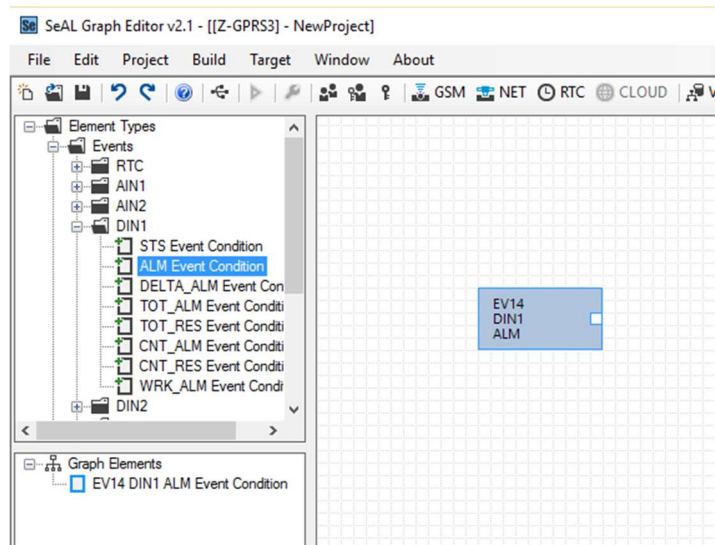 Se SeAL Graph Editor v2.1 - [[Z-GPRS3] - NewProject]
File Edit Project Build Target Window About
GSM NET RTC CLOUD V
Element Types
Events
RTC
AIN1
AIN2
DIN1
STS Event Condition
ALM Event Condition
DELTA_ALM Event Con
TOT_ALM Event Conditi
TOT_RES Event Conditi
CNT_ALM Event Conditi
CNT_RES Event Conditi
WRK_ALM Event Condit
DIN2
EV14
DIN1
ALM
Graph Elements
EV14 DIN1 ALM Event Condition